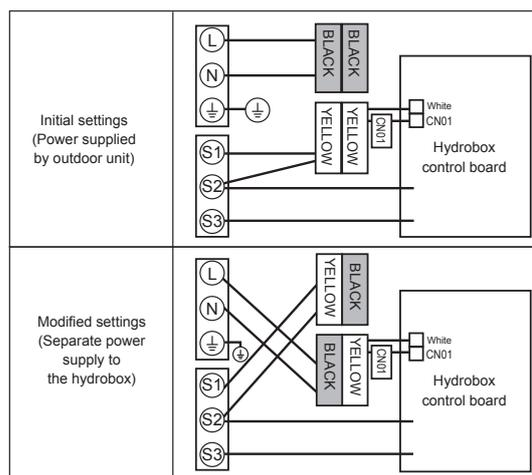 Initial settings
(Power supplied
by outdoor unit)
L
N
S1
S2
S3
BLACK
BLACK
YELLOW
YELLOW
CN01
White
CN01
Hydrobox
control board
Modified settings
(Separate power
supply to
the hydrobox)
L
N
S1
S2
S3
YELLOW
BLACK
BLACK
YELLOW
CN01
White
CN01
Hydrobox
control board